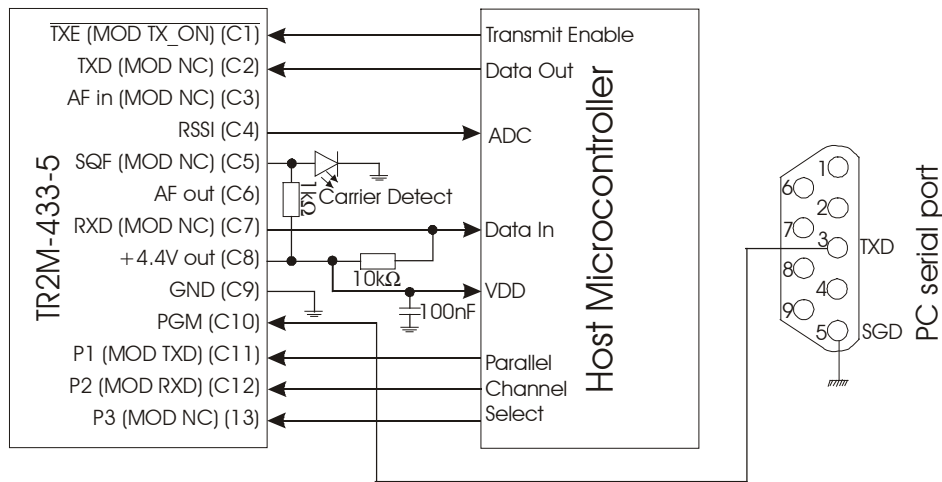 TR2M-433-5
TXE (MOD TX_ON) (C1)
TXD (MOD NC) (C2)
AF in (MOD NC) (C3)
RSSI (C4)
SQF (MOD NC) (C5)
AF out (C6)
RXD (MOD NC) (C7)
+4.4V out (C8)
GND (C9)
PGM (C10)
P1 (MOD TXD) (C11)
P2 (MOD RXD) (C12)
P3 (MOD NC) (13)
1kΩ
Carrier Detect
10kΩ
100nF
Transmit Enable
Data Out
ADC
Data In
VDD
Parallel
Channel
Select
Host Microcontroller
1
6
2
7
3
TXD
8
4
9
5
SGD
PC serial port